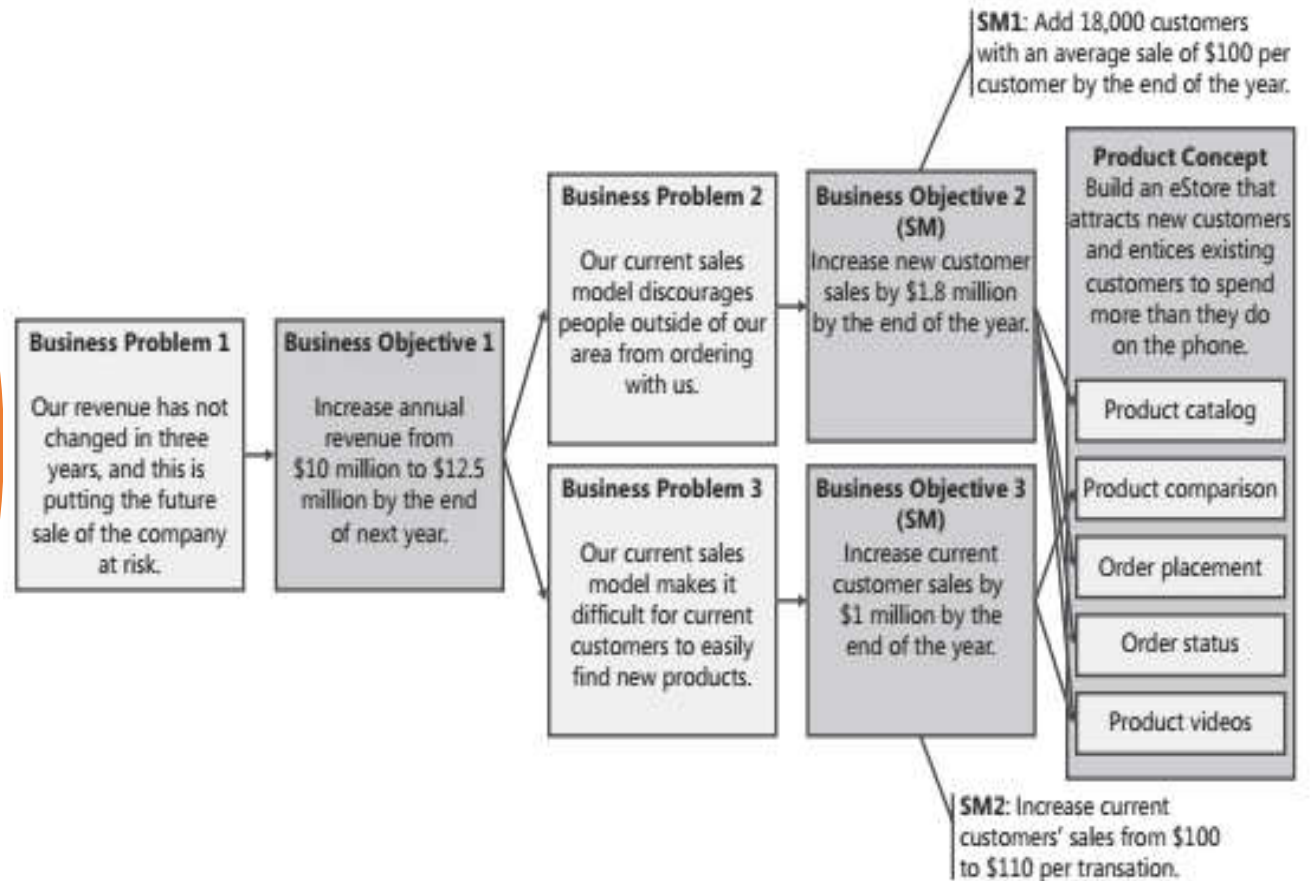 SM1: Add 18,000 customers
with an average sale of $100 per
customer by the end of the year.
Business Problem 1
Our revenue has not
changed in three
years, and this is
putting the future
sale of the company
at risk.
Business Objective 1
Increase annual
revenue from
$10 million to $12.5
million by the end
of next year.
Business Problem 2
Our current sales
model discourages
people outside of our
area from ordering
with us.
Business Objective 2
(SM)
Increase new customer
sales by $1.8 million
by the end of the year.
Business Problem 3
Our current sales
model makes it
difficult for current
customers to easily
find new products.
Business Objective 3
(SM)
Increase current
customer sales by
$1 million by the
end of the year.
Product Concept
Build an eStore that
attracts new customers
and entices existing
customers to spend
more than they do
on the phone.
Product catalog
Product comparison
Order placement
Order status
Product videos
SM2: Increase current
customers' sales from $100
to $110 per transation.